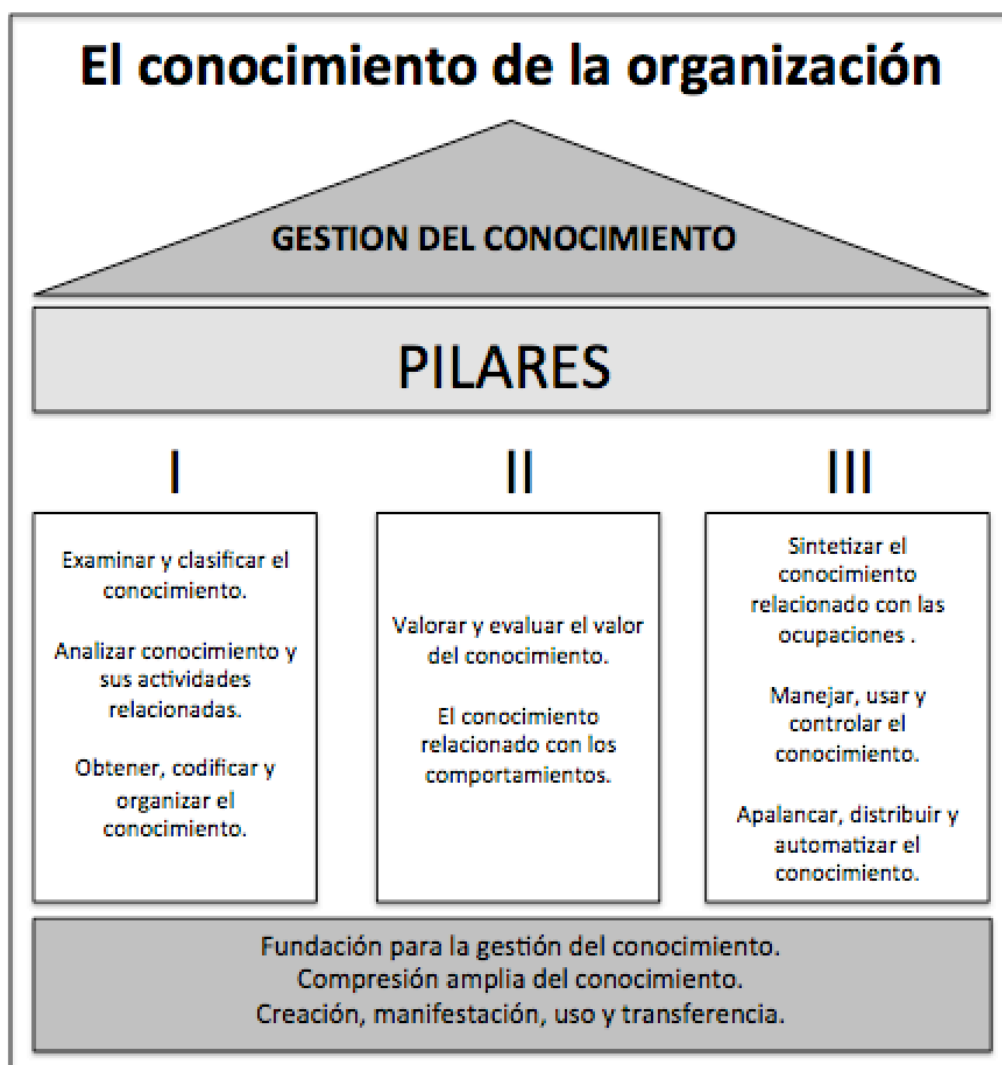 El conocimiento de la organización
GESTION DEL CONOCIMIENTO
PILARES
I
II
III
Examinar y clasificar el
conocimiento.
Analizar conocimiento y
sus actividades
relacionadas.
Obtener, codificar y
organizar el
conocimiento.
Valorar y evaluar el valor
del conocimiento.
El conocimiento
relacionado con los
comportamientos.
Sintetizar el
conocimiento
relacionado con las
ocupaciones .
Manejar, usar y
controlar el
conocimiento.
Apalancar, distribuir y
automatizar el
conocimiento.
Fundación para la gestión del conocimiento.
Compresión amplia del conocimiento.
Creación, manifestación, uso y transferencia.